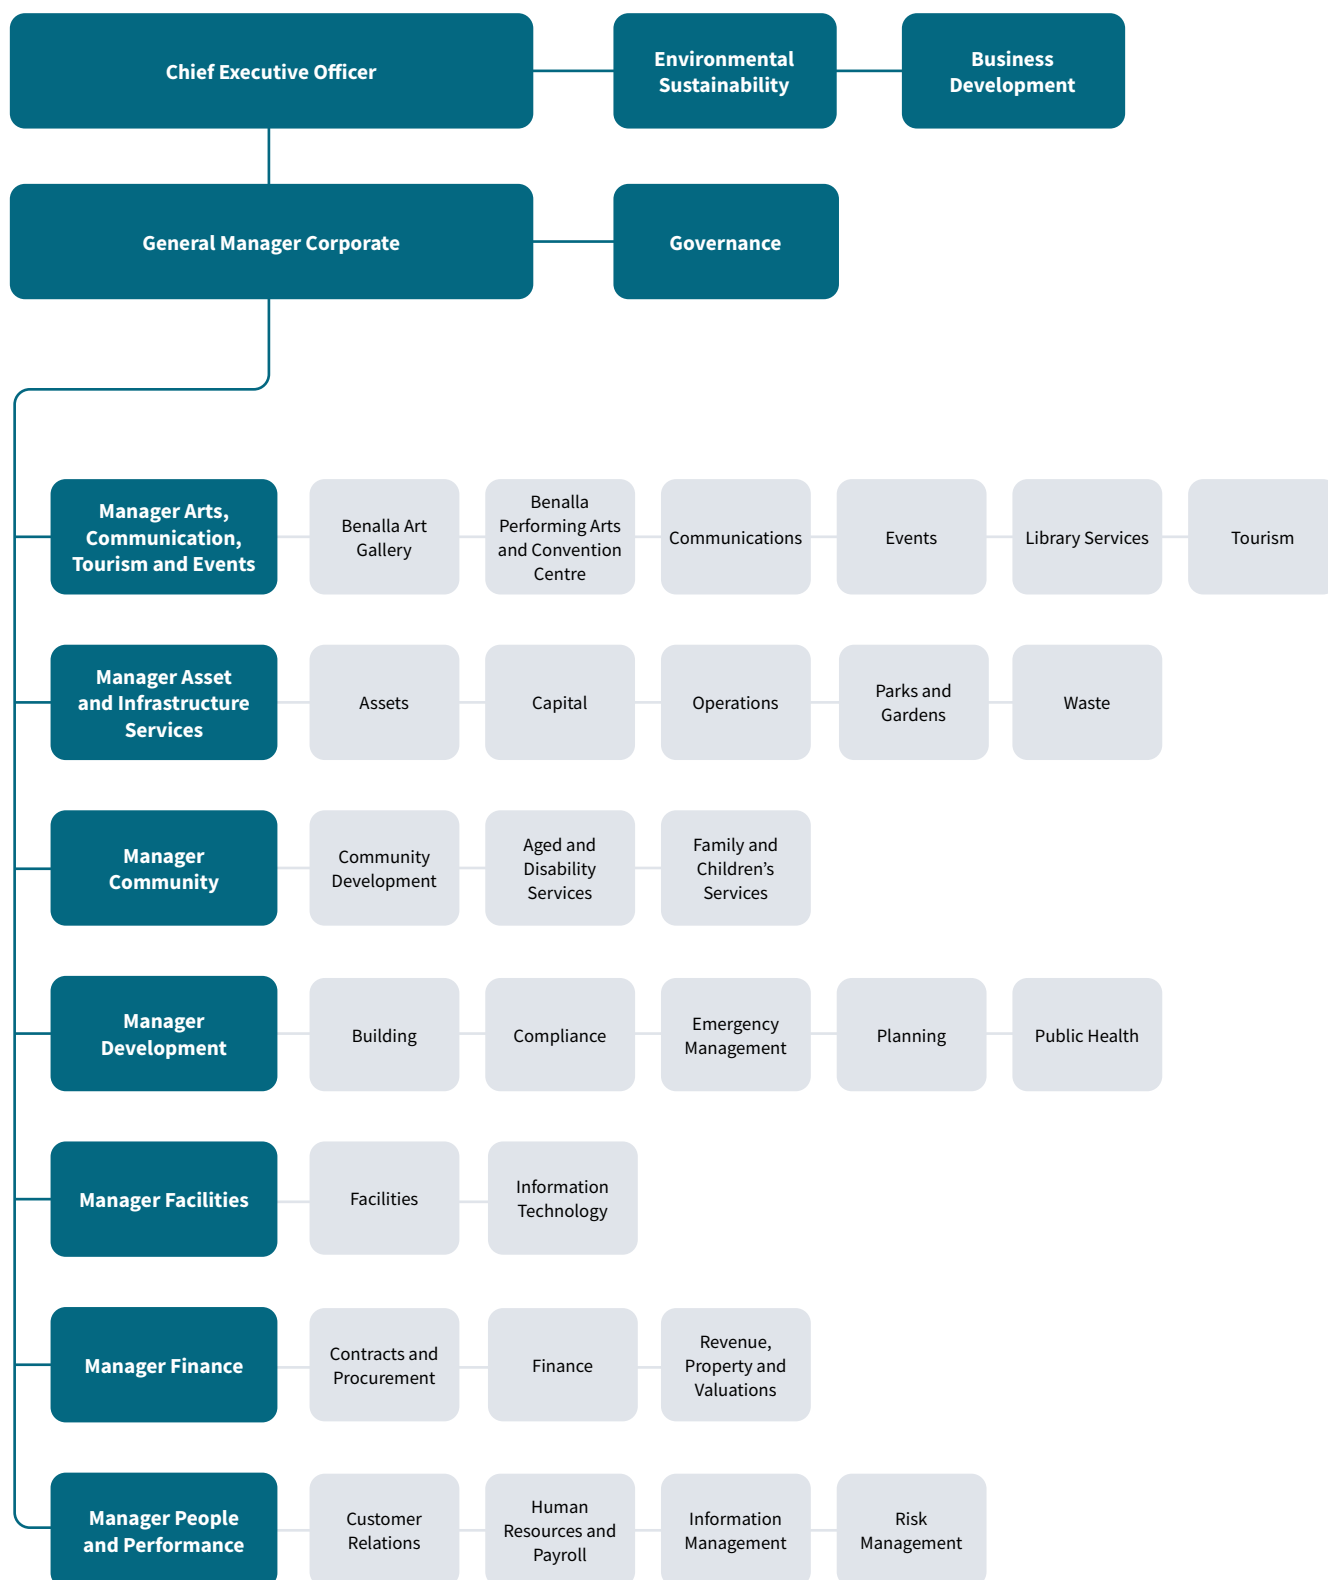 Chief Executive Officer
Environmental
Sustainability
Business
Development
General Manager Corporate
Governance
Manager Arts,
Communication,
Tourism and Events
Benalla Art
Gallery
Benalla
Performing Arts
and Convention
Centre
Communications
Events
Library Services
Tourism
Manager Asset
and Infrastructure
Services
Assets
Capital
Operations
Parks and
Gardens
Waste
Manager
Community
Community
Development
Aged and
Disability
Services
Family and
Children’s
Services
Manager
Development
Building
Compliance
Emergency
Management
Planning
Public Health
Manager Facilities
Facilities
Information
Technology
Manager Finance
Contracts and
Procurement
Finance
Revenue,
Property and
Valuations
Manager People
and Performance
Customer
Relations
Human
Resources and
Payroll
Information
Management
Risk
Management